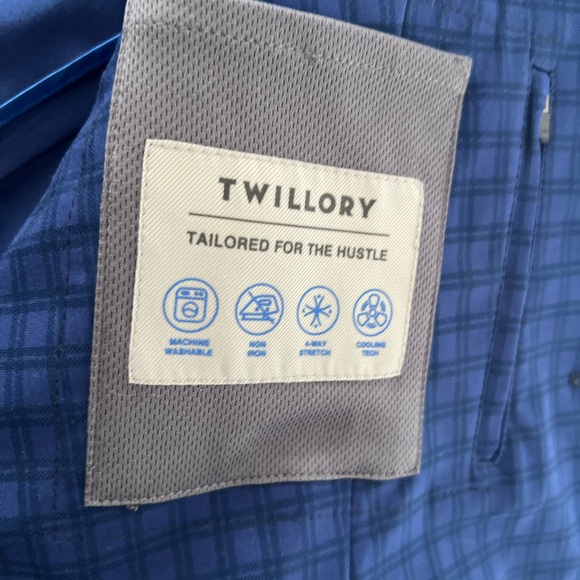 TWILLORY
TAILORED FOR THE HUSTLE
MACHINE
WASHABLE
NON
IRON
4-WAY
STRETCH
COOLING
TECH